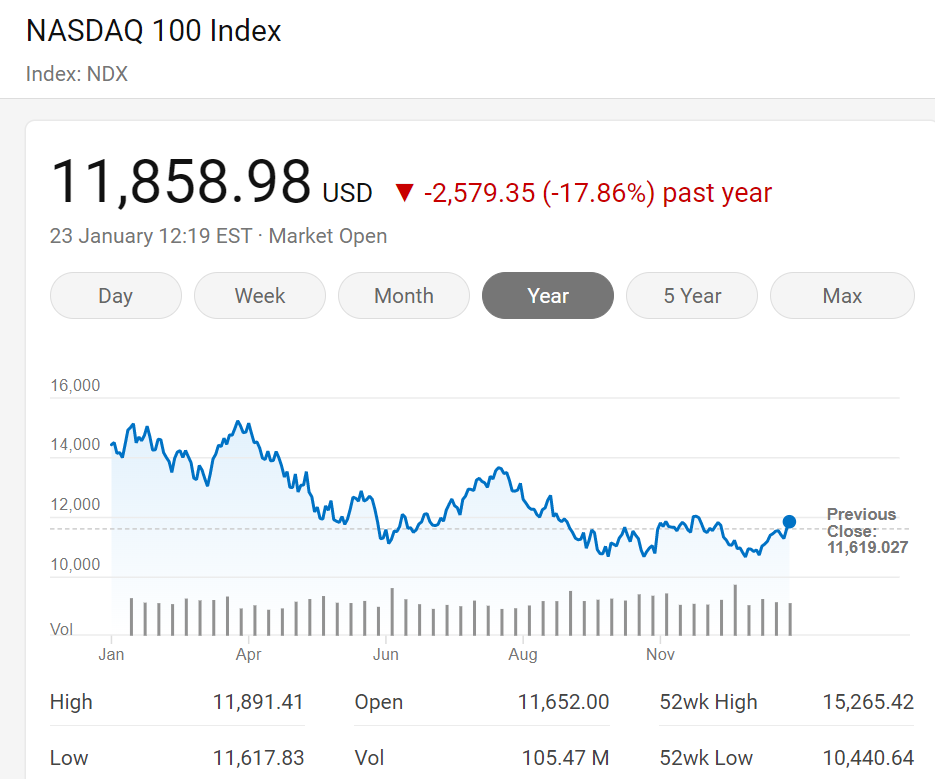 NASDAQ 100 Index
Index: NDX
11,858.98 USD ▼ -2,579.35 (-17.86%) past year
23 January 12:19 EST · Market Open
Day Week Month Year 5 Year Max
16,000
14,000
12,000
10,000
Previous
Close:
11,619.027
Vol
Jan Apr Jun Aug Nov
High 11,891.41 Open 11,652.00 52wk High 15,265.42
Low 11,617.83 Vol 105.47 M 52wk Low 10,440.64